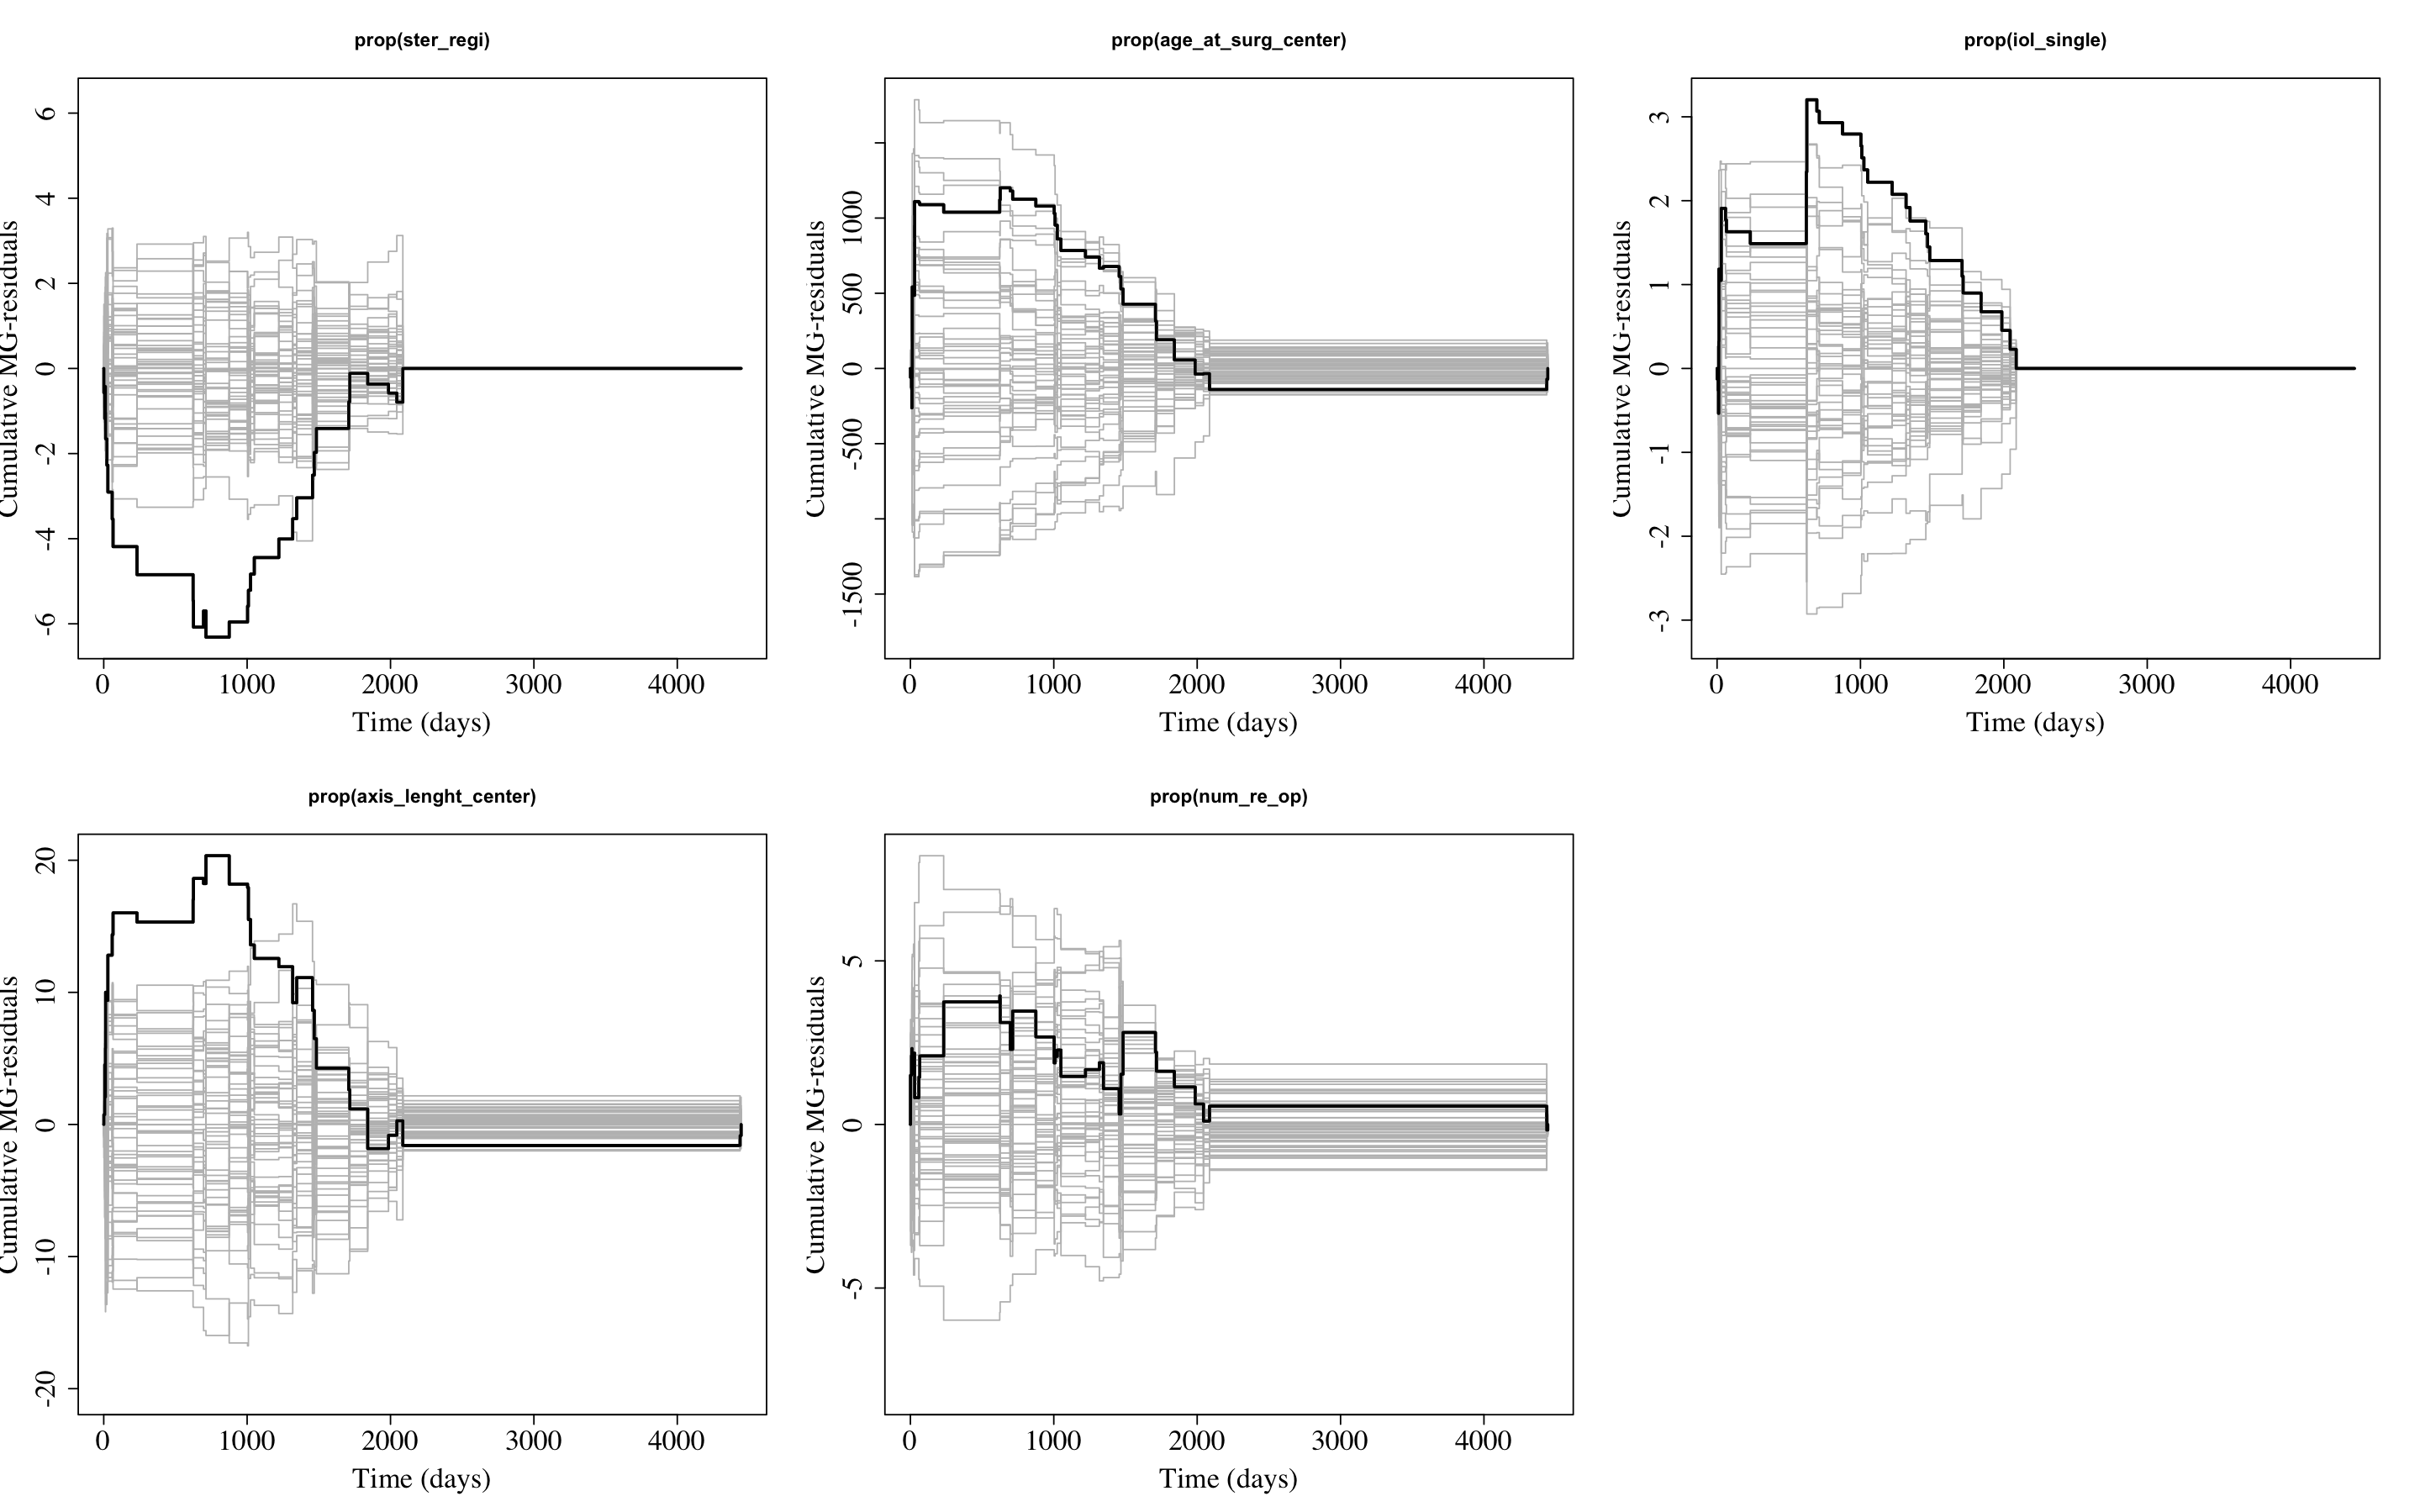 prop(ster_regi)
Cumulative MG-residuals
6
4
2
0
-2
-4
-6
0 1000 2000 3000 4000
Time (days)
prop(age_at_surg_center)
Cumulative MG-residuals
1000
500
0
-500
-1500
0 1000 2000 3000 4000
Time (days)
prop(iol_single)
Cumulative MG-residuals
3
2
1
0
-1
-2
-3
0 1000 2000 3000 4000
Time (days)
prop(axis_lenght_center)
Cumulative MG-residuals
20
10
0
-10
-20
0 1000 2000 3000 4000
Time (days)
prop(num_re_op)
Cumulative MG-residuals
5
0
-5
0 1000 2000 3000 4000
Time (days)